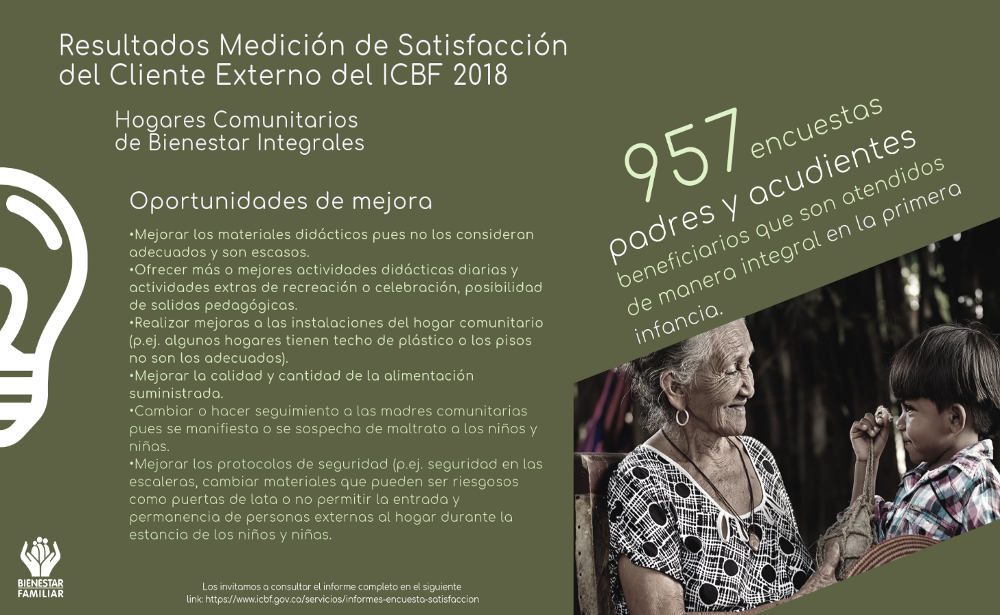 Resultados Medición de Satisfacción
del Cliente Externo del ICBF 2018
Hogares Comunitarios
de Bienestar Integrales
Oportunidades de mejora
•Mejorar los materiales didácticos pues no los consideran
adecuados y son escasos.
•Ofrecer más o mejores actividades didácticas diarias y
actividades extras de recreación o celebración, posibilidad
de salidas pedagógicas.
•Realizar mejoras a las instalaciones del hogar comunitario
(p.ej. algunos hogares tienen techo de plástico o los pisos
no son los adecuados).
•Mejorar la calidad y cantidad de la alimentación
suministrada.
•Cambiar o hacer seguimiento a las madres comunitarias
pues se manifiesta o se sospecha de maltrato a los niños y
niñas.
•Mejorar los protocolos de seguridad (p.ej. seguridad en las
escaleras, cambiar materiales que pueden ser riesgosos
como puertas de lata o no permitir la entrada y
permanencia de personas externas al hogar durante la
estancia de los niños y niñas.
957 encuestas
padres y acudientes
beneficiarios que son atendidos
de manera integral en la primera
infancia.
BIENESTAR
FAMILIAR
Los invitamos a consultar el informe completo en el siguiente
link: https://www.icbf.gov.co/servicios/informes-encuesta-satisfaccion